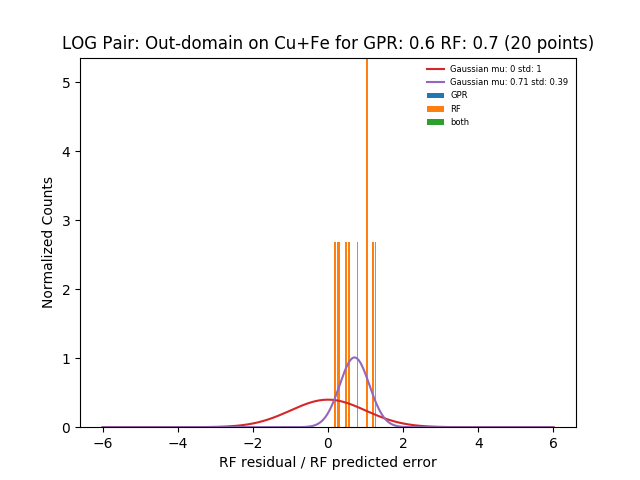 LOG Pair: Out-domain on Cu+Fe for GPR: 0.6 RF: 0.7 (20 points)
Gaussian mu: 0 std: 1
Gaussian mu: 0.71 std: 0.39
GPR
RF
both
Normalized Counts
5
4
3
2
1
0
−6 −4 −2 0 2 4 6
RF residual / RF predicted error